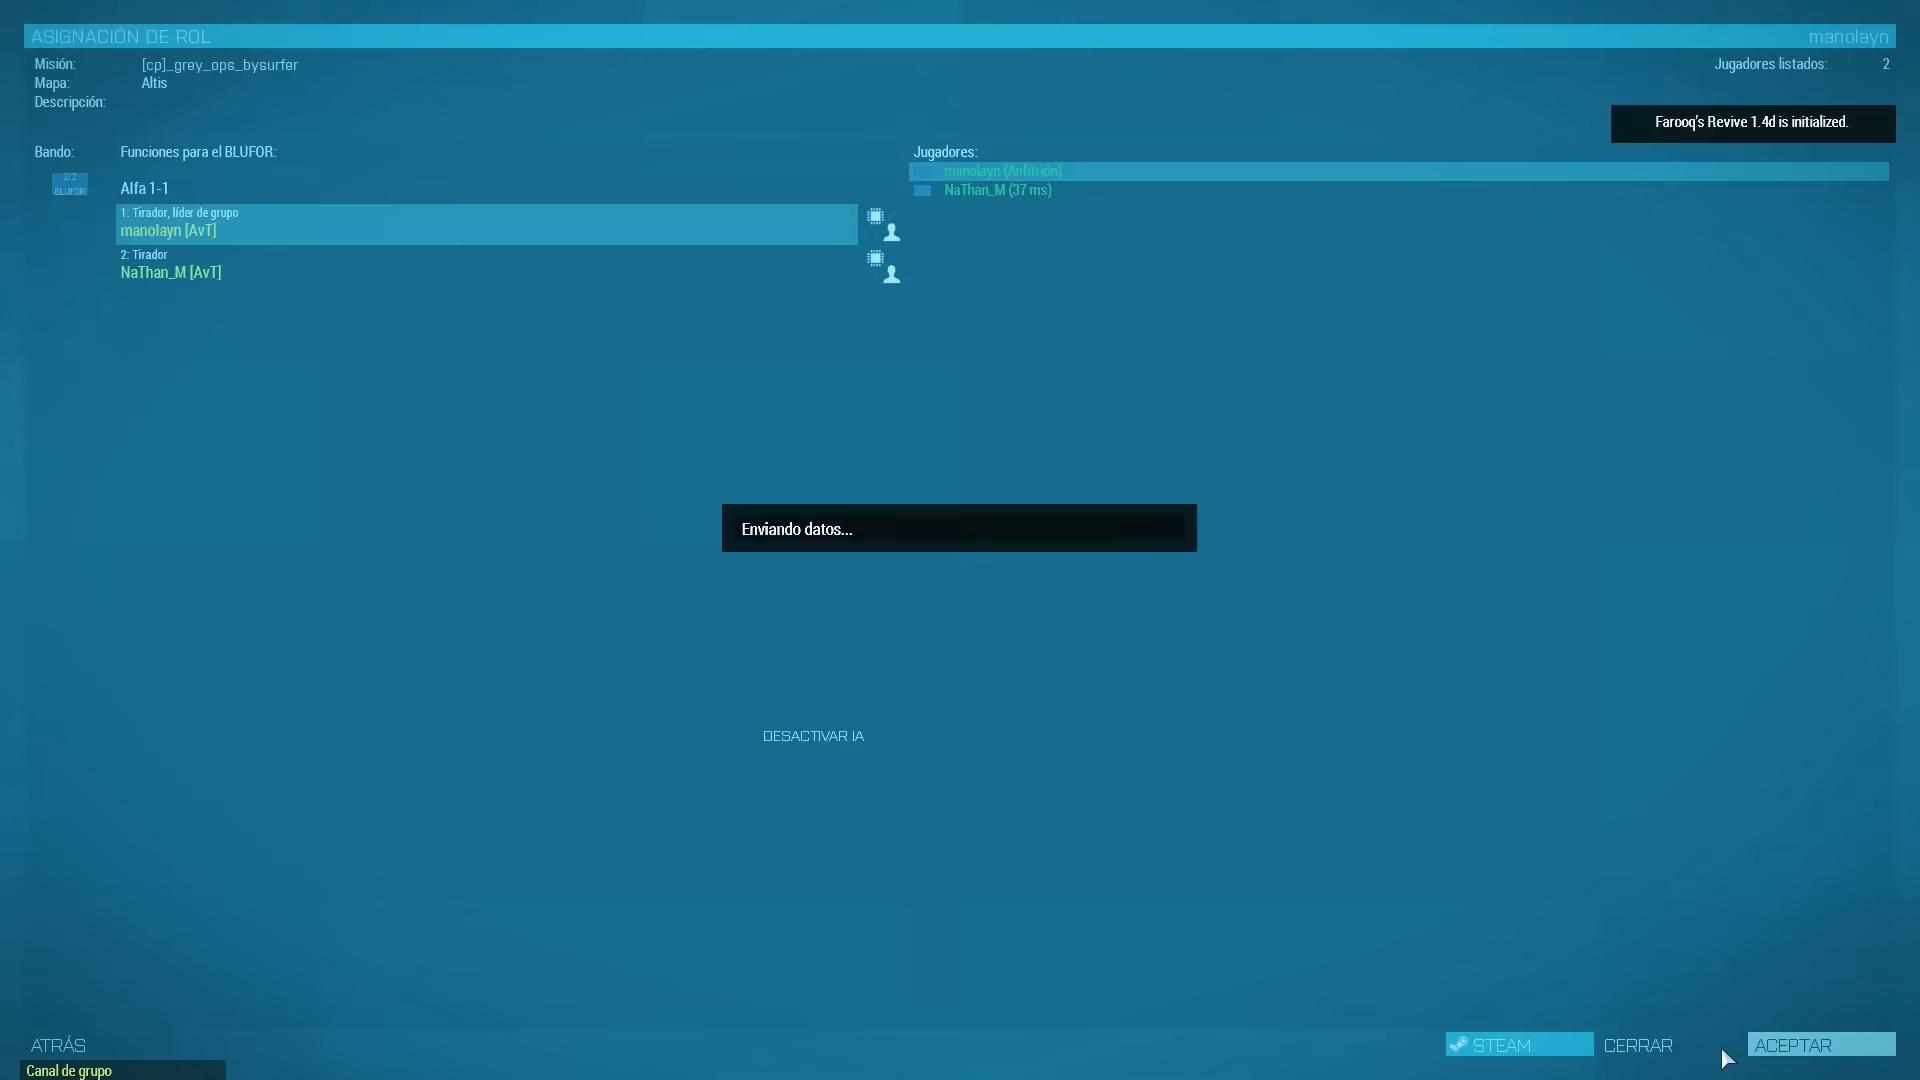 ASIGNACIÓN DE ROL
manolayn
Misión: [cp]_grey_ops_bysurfer
Jugadores listados: 2
Mapa: Altis
Descripción:
Farooq's Revive 1.4d is initialized.
Bando:
Funciones para el BLUFOR:
Jugadores:
2/2
BLUFOR
manolayn (Anfitrión)
NaThan_M (37 ms)
Alfa 1-1
1: Tirador, líder de grupo
manolayn [AvT]
2: Tirador
NaThan_M [AvT]
Enviando datos...
DESACTIVAR IA
ATRÁS
STEAM
CERRAR
ACEPTAR
Canal de grupo